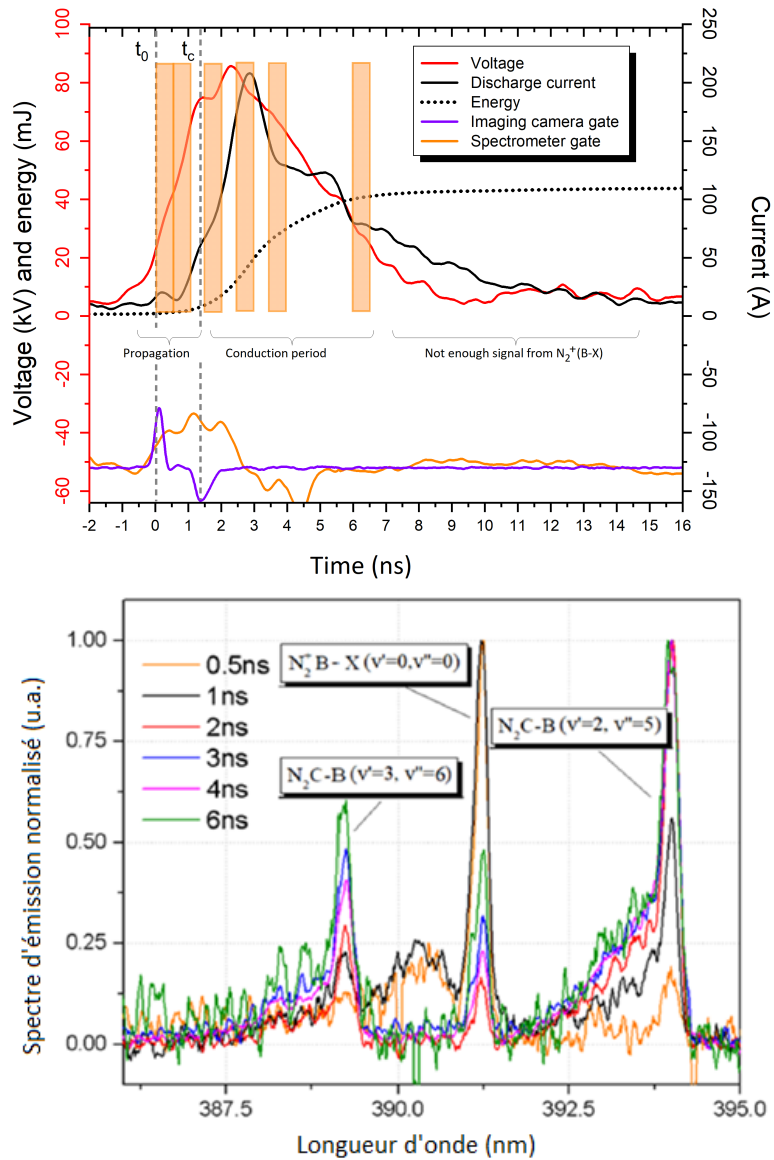 100
80
60
40
20
0
-20
-40
-60
Voltage (KV) and energy (mJ)
250
200
150
100
50
0
-50
-100
-150
Current (A)
t0
tc
Voltage
Discharge current
Energy
Imaging camera gate
Spectrometer gate
Propagation
Conduction period
Not enough signal from N2+(B-X)
-2 -1 0 1 2 3 4 5 6 7 8 9 10 11 12 13 14 15 16
Time (ns)
Spectre d'émission normalisé (u.a.)
1.00
0.75
0.50
0.25
0.00
0.5ns
1ns
2ns
3ns
4ns
6ns
N2+ B - X (v'=0,v''=0)
N2C-B (v'=2, v''=5)
N2C-B (v'=3, v''=6)
387.5 390.0 392.5 395.0
Longueur d'onde (nm)